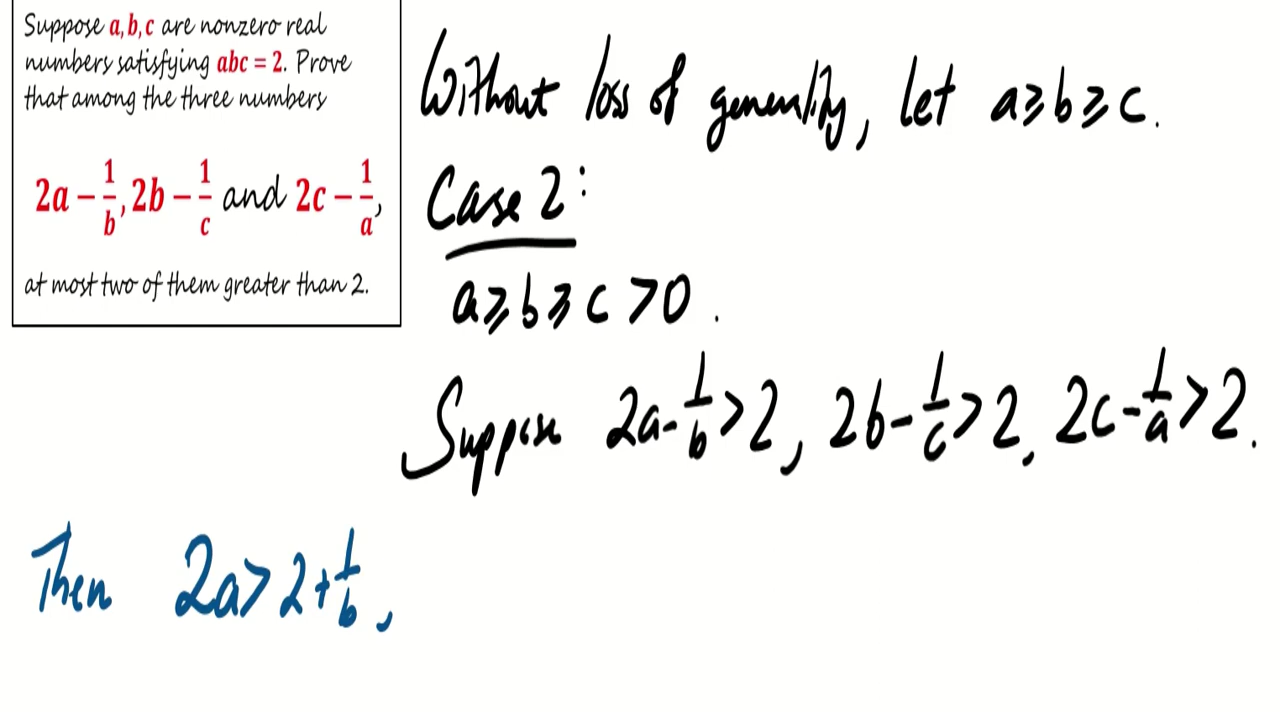 Suppose a, b, c are nonzero real
numbers satisfying abc = 2. Prove
that among the three numbers
2a − 1/b, 2b − 1/c and 2c − 1/a,
at most two of them greater than 2.
Without loss of generality, let a ≥ b ≥ c.
Case 2:
a ≥ b ≥ c > 0.
Suppose 2a - 1/b > 2, 2b - 1/c > 2, 2c - 1/a > 2.
Then 2a > 2 + 1/b,